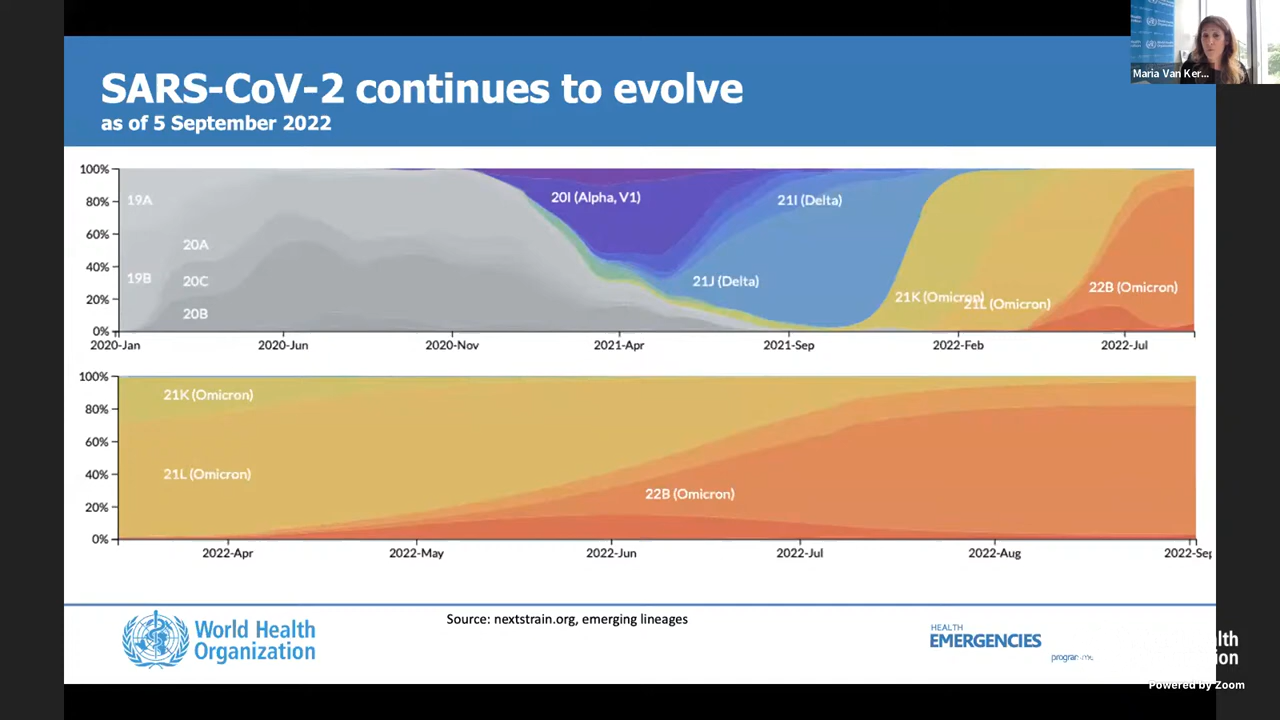 Maria Van Ker...
SARS-CoV-2 continues to evolve
as of 5 September 2022
100%
80%
60%
40%
20%
0%
19A
19B
20A
20C
20B
20I (Alpha, V1)
21I (Delta)
21J (Delta)
21K (Omicron)
21L (Omicron)
22B (Omicron)
2020-Jan
2020-Jun
2020-Nov
2021-Apr
2021-Sep
2022-Feb
2022-Jul
100%
80%
60%
40%
20%
0%
21K (Omicron)
21L (Omicron)
22B (Omicron)
2022-Apr
2022-May
2022-Jun
2022-Jul
2022-Aug
2022-Sep
World Health
Organization
Source: nextstrain.org, emerging lineages
HEALTH
EMERGENCIES
programme
lth
ion
Powered by Zoom